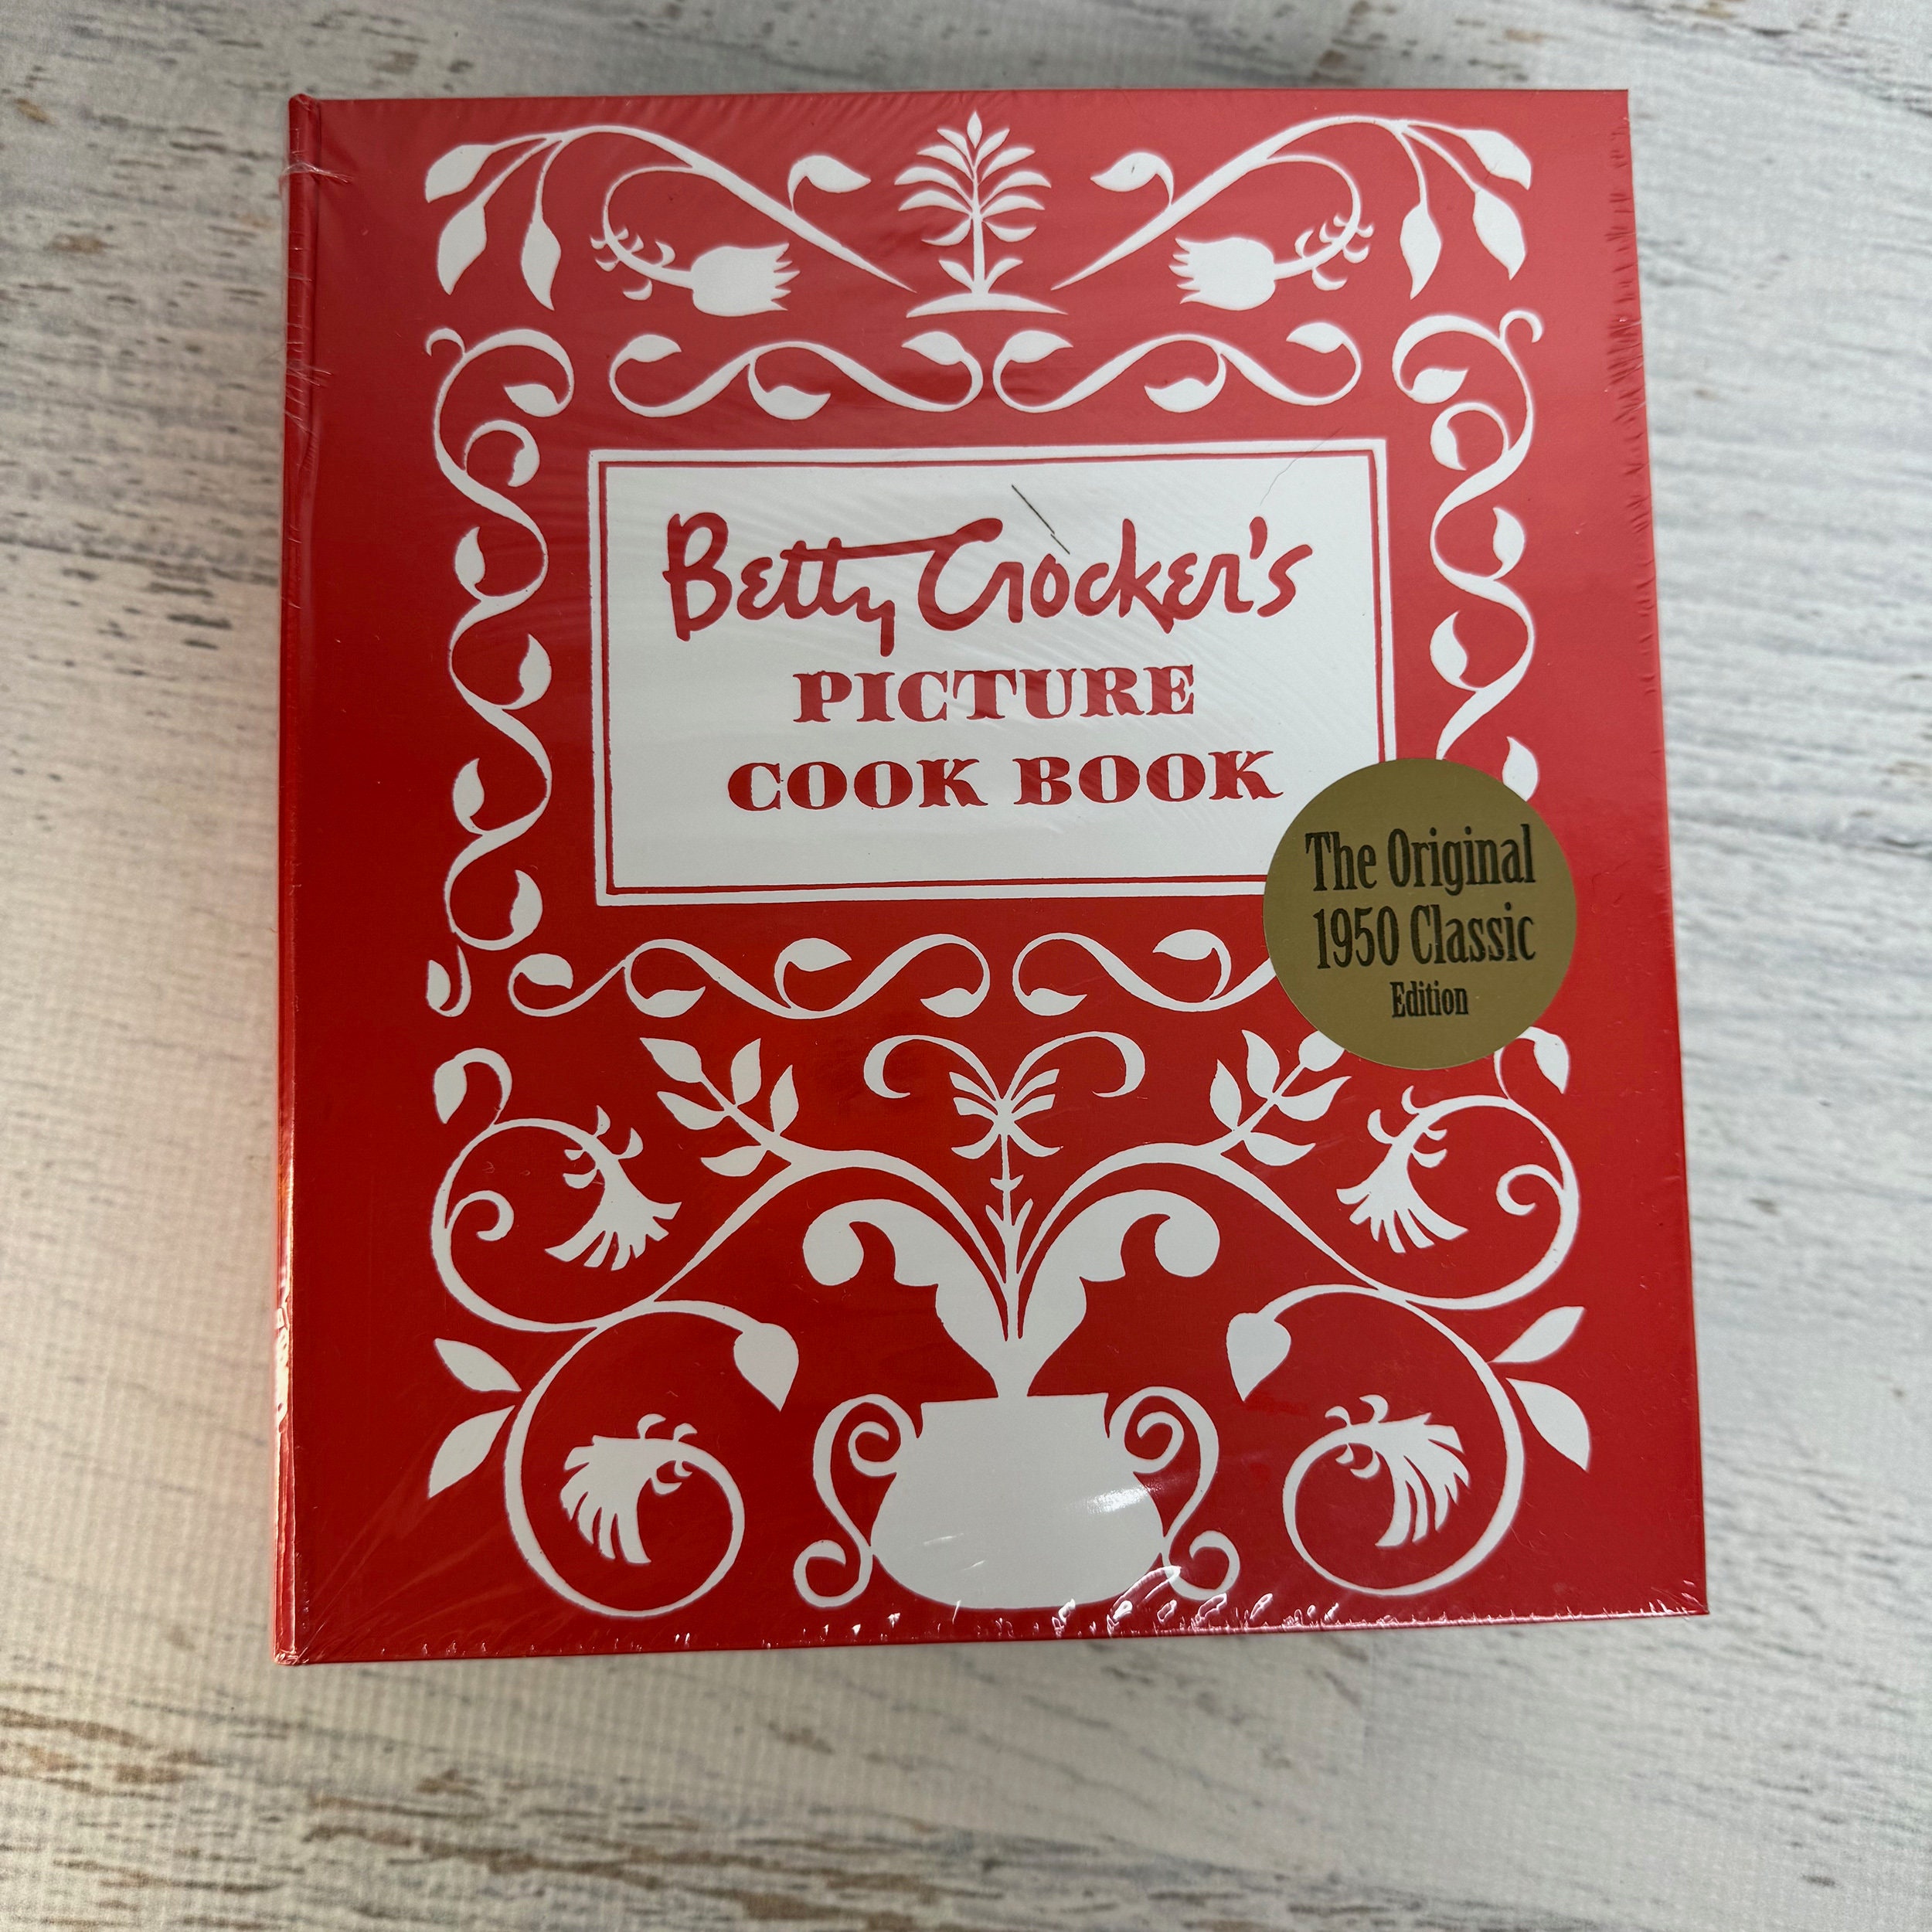 Betty Crocker's
PICTURE
COOK BOOK
The Original
1950 Classic
Edition